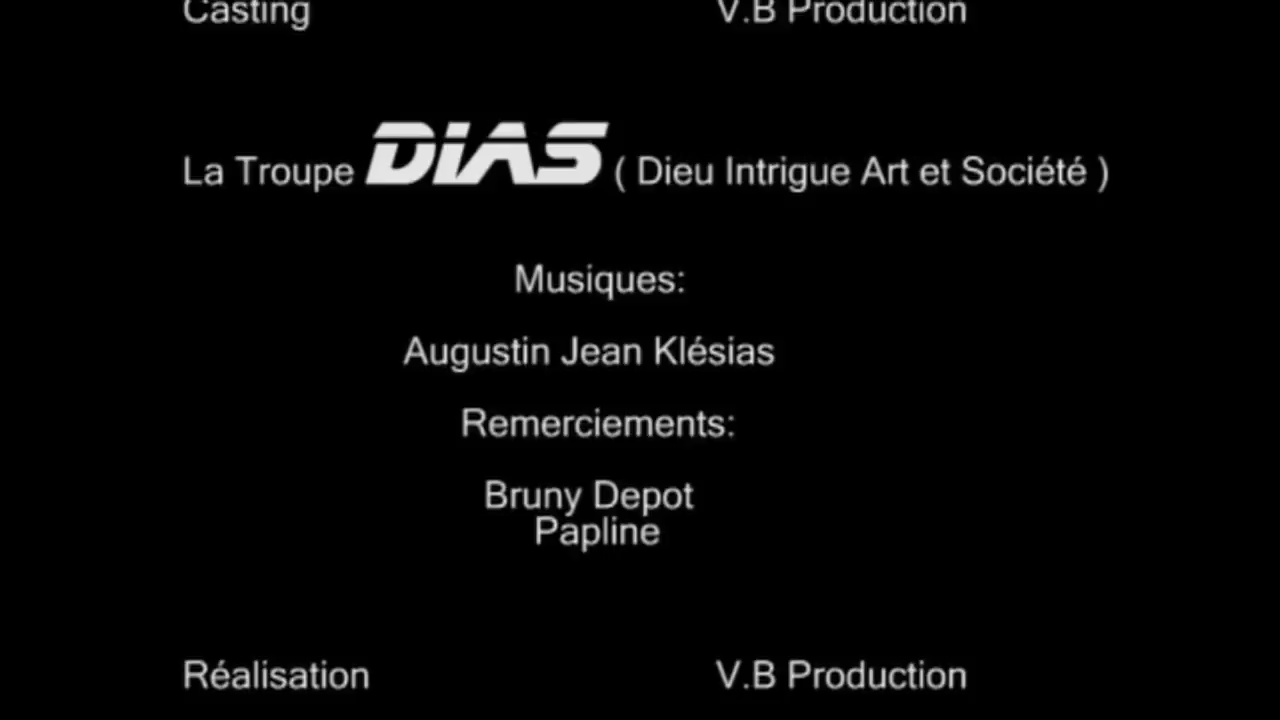 Casting V.B Production
La Troupe DiAS ( Dieu Intrigue Art et Société )
Musiques:
Augustin Jean Klésias
Remerciements:
Bruny Depot
Papline
Réalisation V.B Production